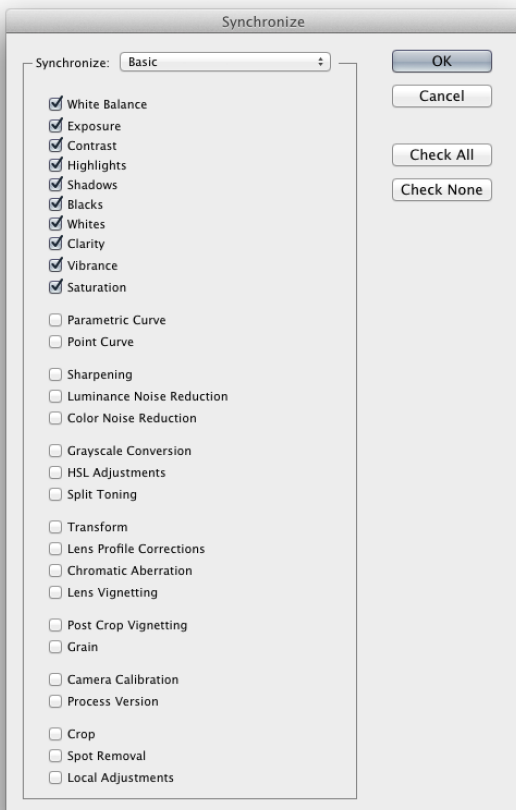 Synchronize
Synchronize: Basic
OK
Cancel
Check All
Check None
White Balance
Exposure
Contrast
Highlights
Shadows
Blacks
Whites
Clarity
Vibrance
Saturation
Parametric Curve
Point Curve
Sharpening
Luminance Noise Reduction
Color Noise Reduction
Grayscale Conversion
HSL Adjustments
Split Toning
Transform
Lens Profile Corrections
Chromatic Aberration
Lens Vignetting
Post Crop Vignetting
Grain
Camera Calibration
Process Version
Crop
Spot Removal
Local Adjustments